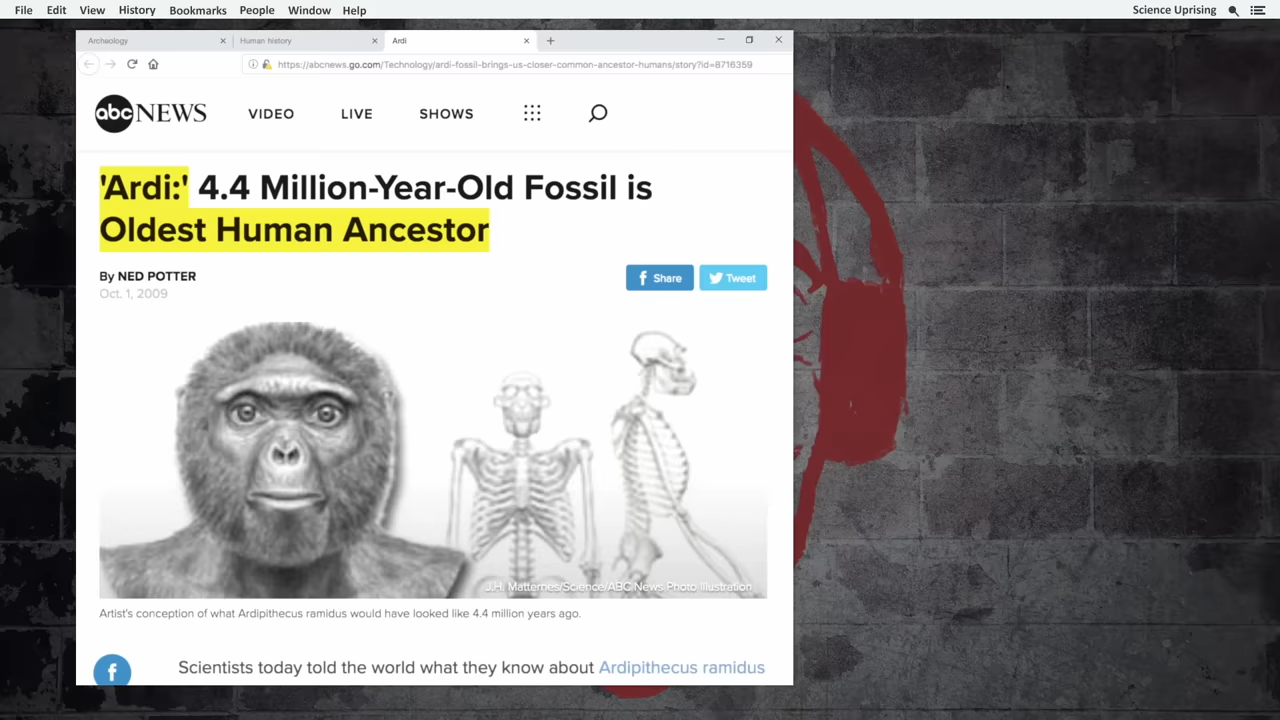 File Edit View History Bookmarks People Window Help Science Uprising
Archeology Human history Ardi
https://abcnews.go.com/Technology/ardi-fossil-brings-us-closer-common-ancestor-humans/story?id=8716359
abc NEWS VIDEO LIVE SHOWS
'Ardi:' 4.4 Million-Year-Old Fossil is
Oldest Human Ancestor
By NED POTTER
Oct. 1, 2009
Share Tweet
J.H. Matternes/Science/ABC News Photo Illustration
Artist's conception of what Ardipithecus ramidus would have looked like 4.4 million years ago.
Scientists today told the world what they know about Ardipithecus ramidus